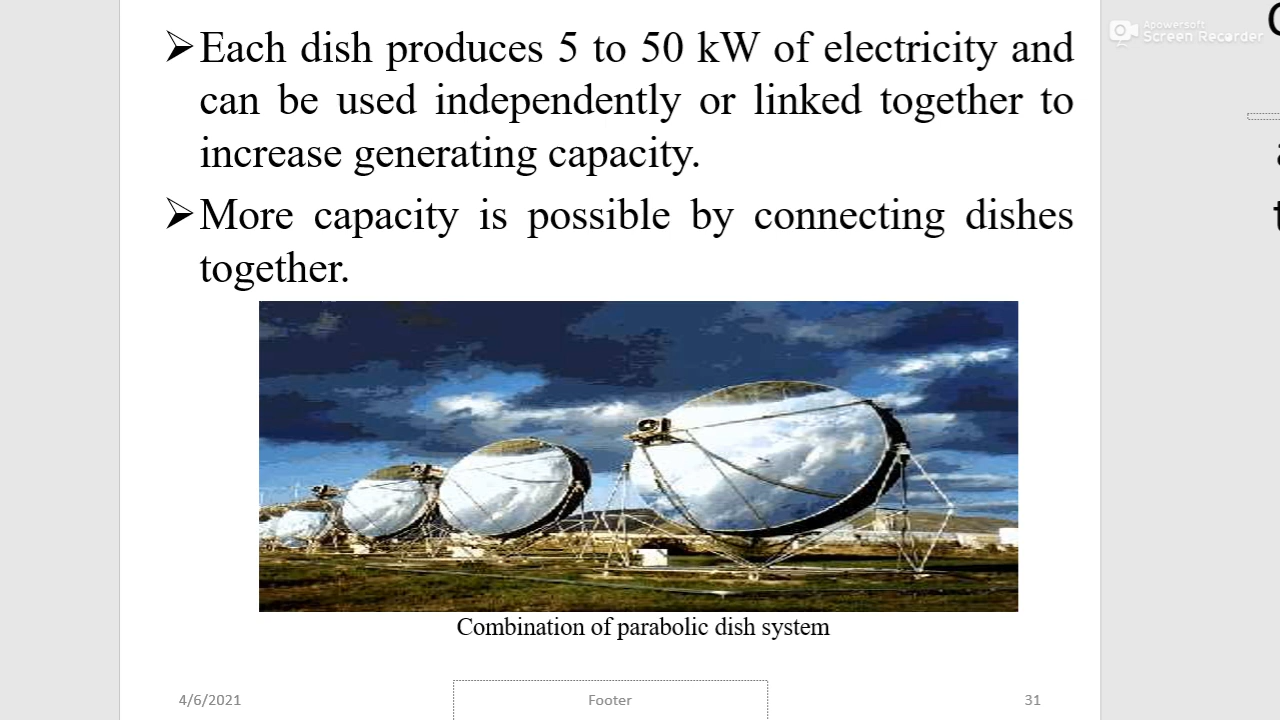 Each dish produces 5 to 50 kW of electricity and
can be used independently or linked together to
increase generating capacity.
More capacity is possible by connecting dishes
together.
Combination of parabolic dish system
4/6/2021
Footer
31
Apowersoft
Screen Recorder